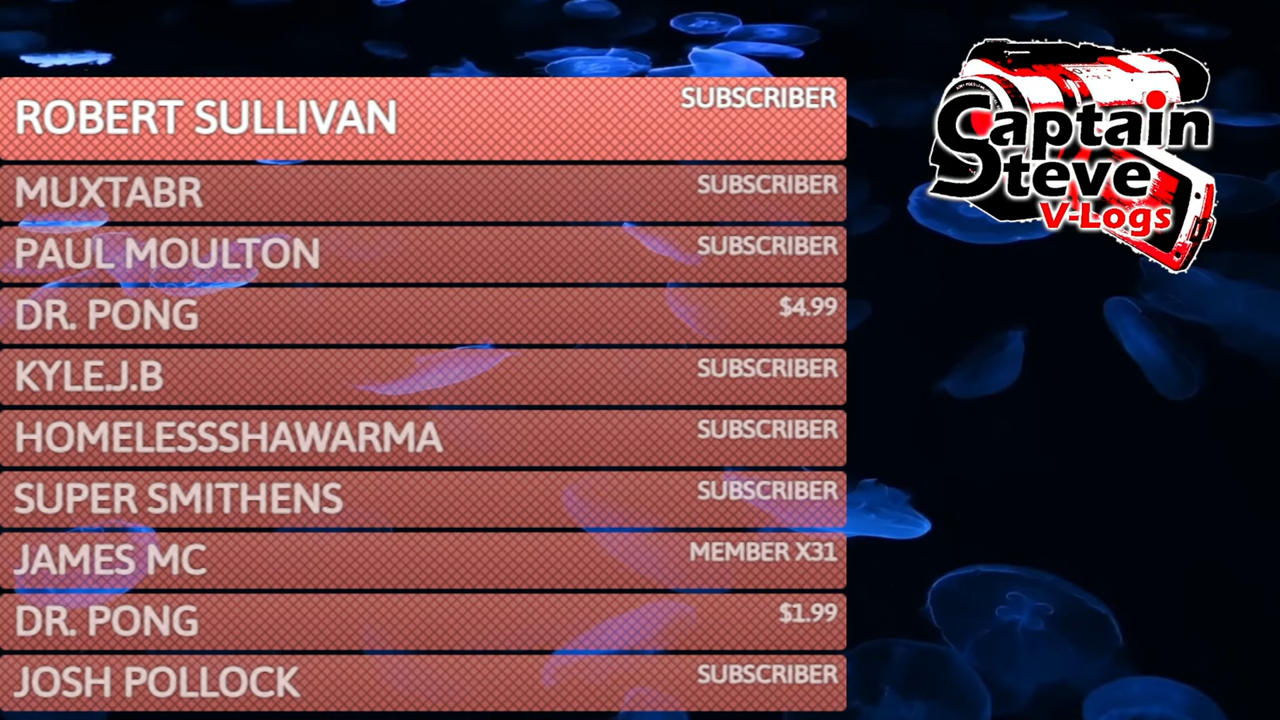 ROBERT SULLIVAN SUBSCRIBER
MUXTABR SUBSCRIBER
PAUL MOULTON SUBSCRIBER
DR. PONG $4.99
KYLE.J.B SUBSCRIBER
HOMELESSSHAWARMA SUBSCRIBER
SUPER SMITHENS SUBSCRIBER
JAMES MC MEMBER X31
DR. PONG $1.99
JOSH POLLOCK SUBSCRIBER
Captain
Steve
V-Logs